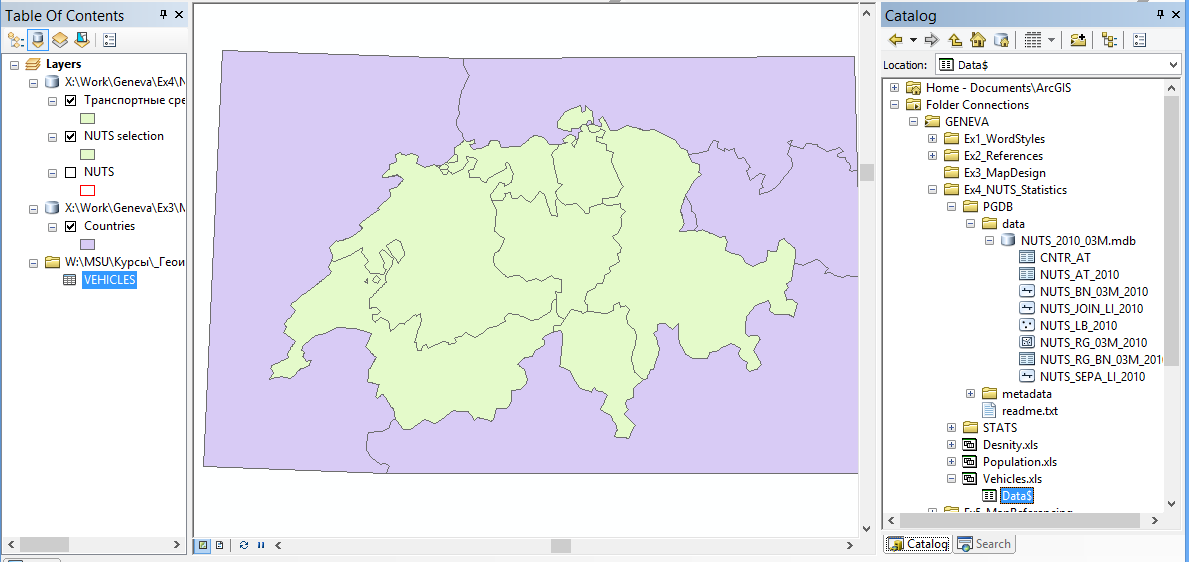 Table Of Contents
Layers
X:\Work\Geneva\Ex4\N
Транспортные сре
NUTS selection
NUTS
X:\Work\Geneva\Ex3\N
Countries
W:\MSU\Курсы\_Геои
VEHICLES
Catalog
Location:
Data$
Home - Documents\ArcGIS
Folder Connections
GENEVA
Ex1_WordStyles
Ex2_References
Ex3_MapDesign
Ex4_NUTS_Statistics
PGDB
data
NUTS_2010_03M.mdb
CNTR_AT
NUTS_AT_2010
NUTS_BN_03M_2010
NUTS_JOIN_LI_2010
NUTS_LB_2010
NUTS_RG_03M_2010
NUTS_RG_BN_03M_2010
NUTS_SEPA_LI_2010
metadata
readme.txt
STATS
Desnity.xls
Population.xls
Vehicles.xls
Data$
Ex5_MapReferencing
Catalog
Search